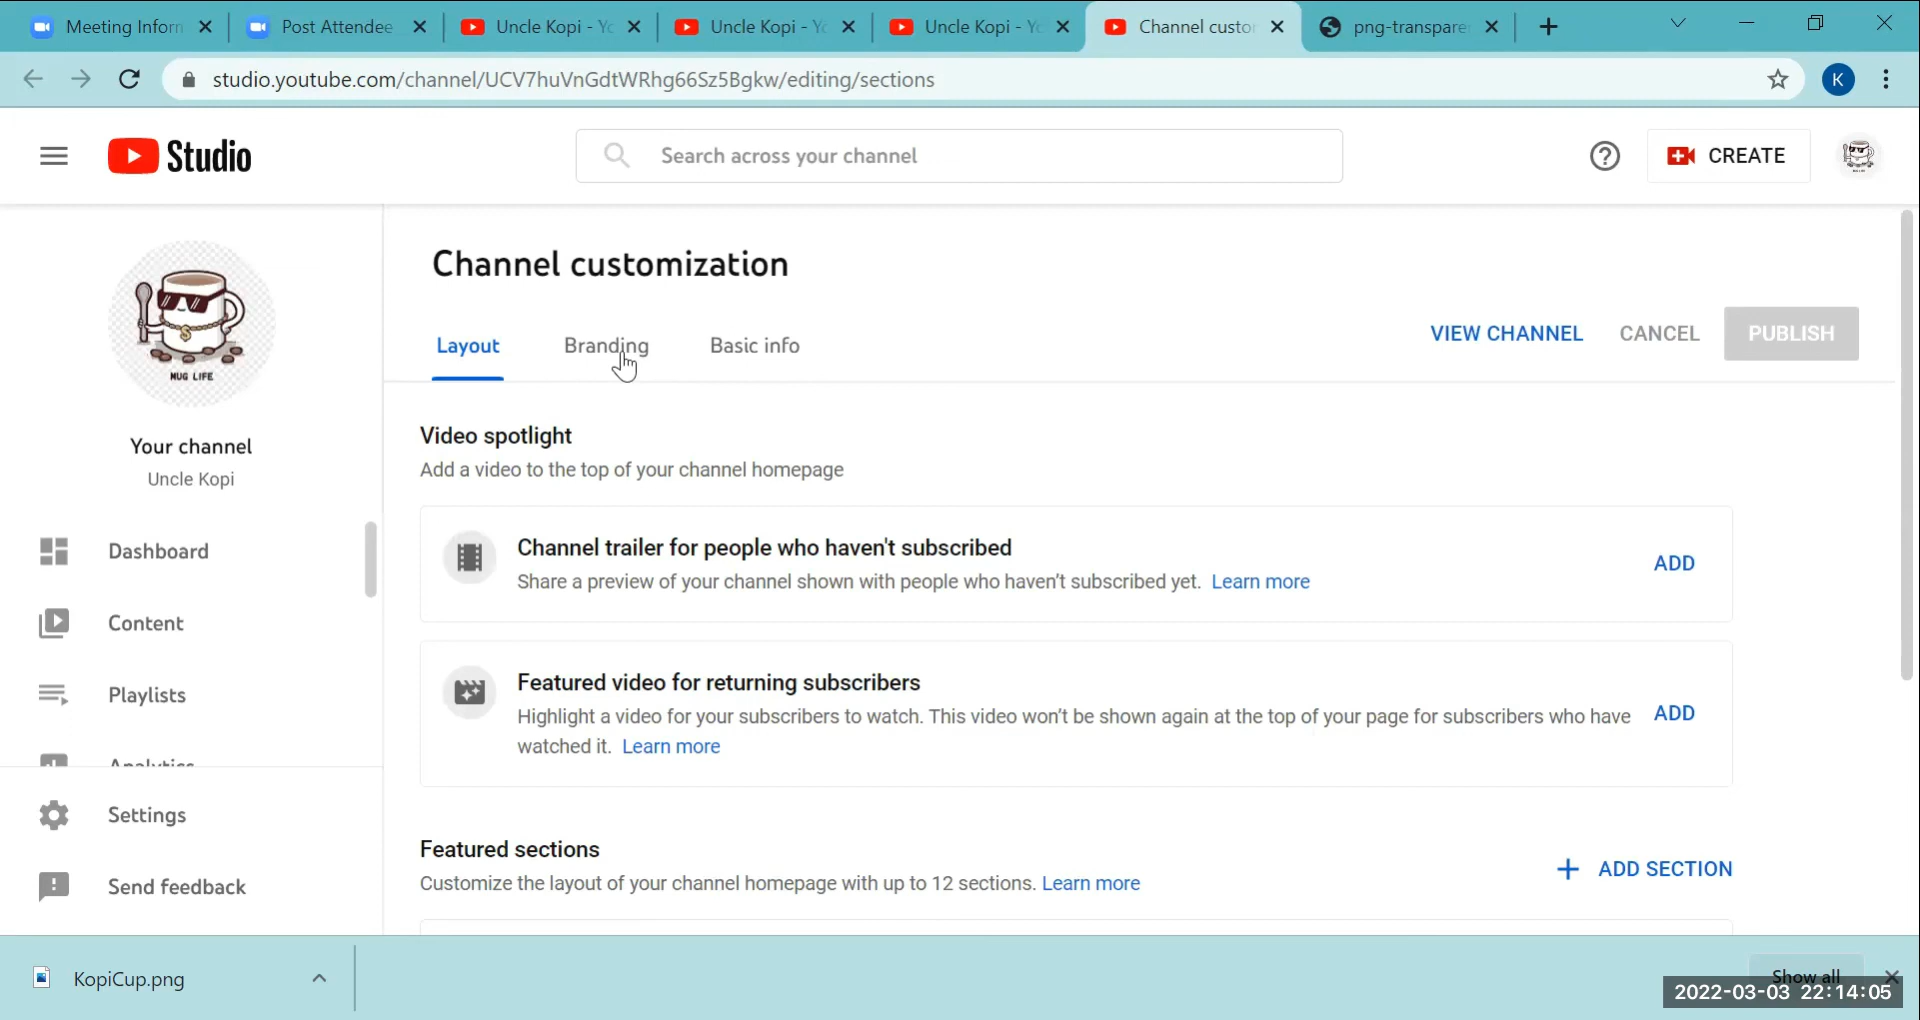 Meeting Inform
Post Attendee
Uncle Kopi - Yo
Uncle Kopi - Yo
Uncle Kopi - Yo
Channel custor
png-transpare
studio.youtube.com/channel/UCV7huVnGdtWRhg66Sz5Bgkw/editing/sections
K
Studio
Search across your channel
CREATE
MUG LIFE
Your channel
Uncle Kopi
Dashboard
Content
Playlists
Analytics
Settings
Send feedback
Channel customization
Layout
Branding
Basic info
VIEW CHANNEL
CANCEL
PUBLISH
Video spotlight
Add a video to the top of your channel homepage
Channel trailer for people who haven't subscribed
Share a preview of your channel shown with people who haven't subscribed yet. Learn more
ADD
Featured video for returning subscribers
Highlight a video for your subscribers to watch. This video won't be shown again at the top of your page for subscribers who have
watched it. Learn more
ADD
Featured sections
Customize the layout of your channel homepage with up to 12 sections. Learn more
ADD SECTION
KopiCup.png
Show all
2022-03-03 22:14:05